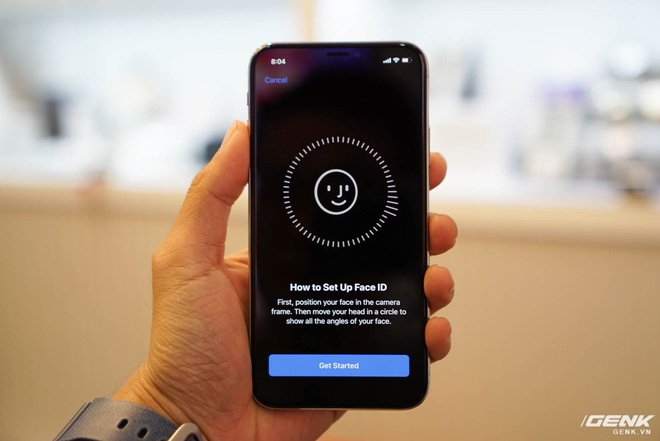 8:04
Cancel
How to Set Up Face ID
First, position your face in the camera
frame. Then move your head in a circle to
show all the angles of your face.
Get Started
GENK
GENK.VN